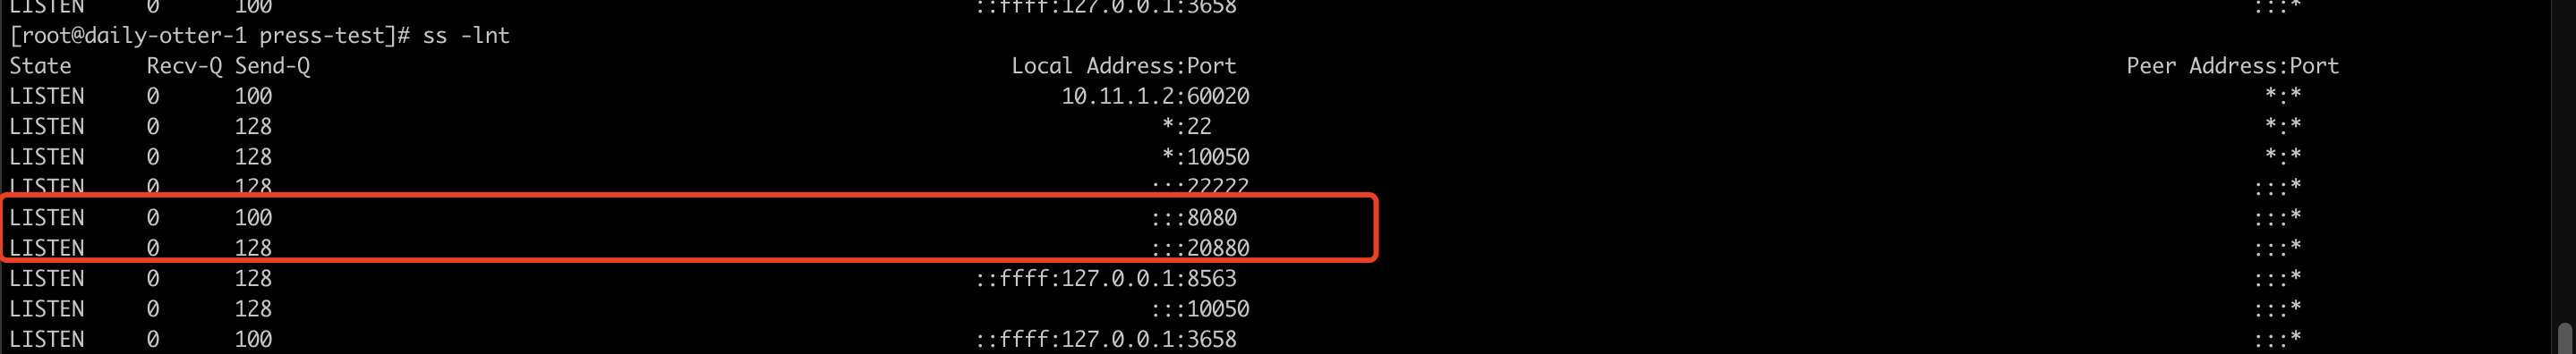 LISTEN     0      100                    ::ffff:127.0.0.1:3658                    :::*
[root@daily-otter-1 press-test]# ss -lnt
State      Recv-Q Send-Q                    Local Address:Port                    Peer Address:Port
LISTEN     0      100                    10.11.1.2:60020                    *:*
LISTEN     0      128                    *:22                    *:*
LISTEN     0      128                    *:10050                    *:*
LISTEN     0      128                    :::22222                    :::*
LISTEN     0      100                    :::8080                    :::*
LISTEN     0      128                    :::20880                    :::*
LISTEN     0      128                    ::ffff:127.0.0.1:8563                    :::*
LISTEN     0      128                    :::10050                    :::*
LISTEN     0      100                    ::ffff:127.0.0.1:3658                    :::*